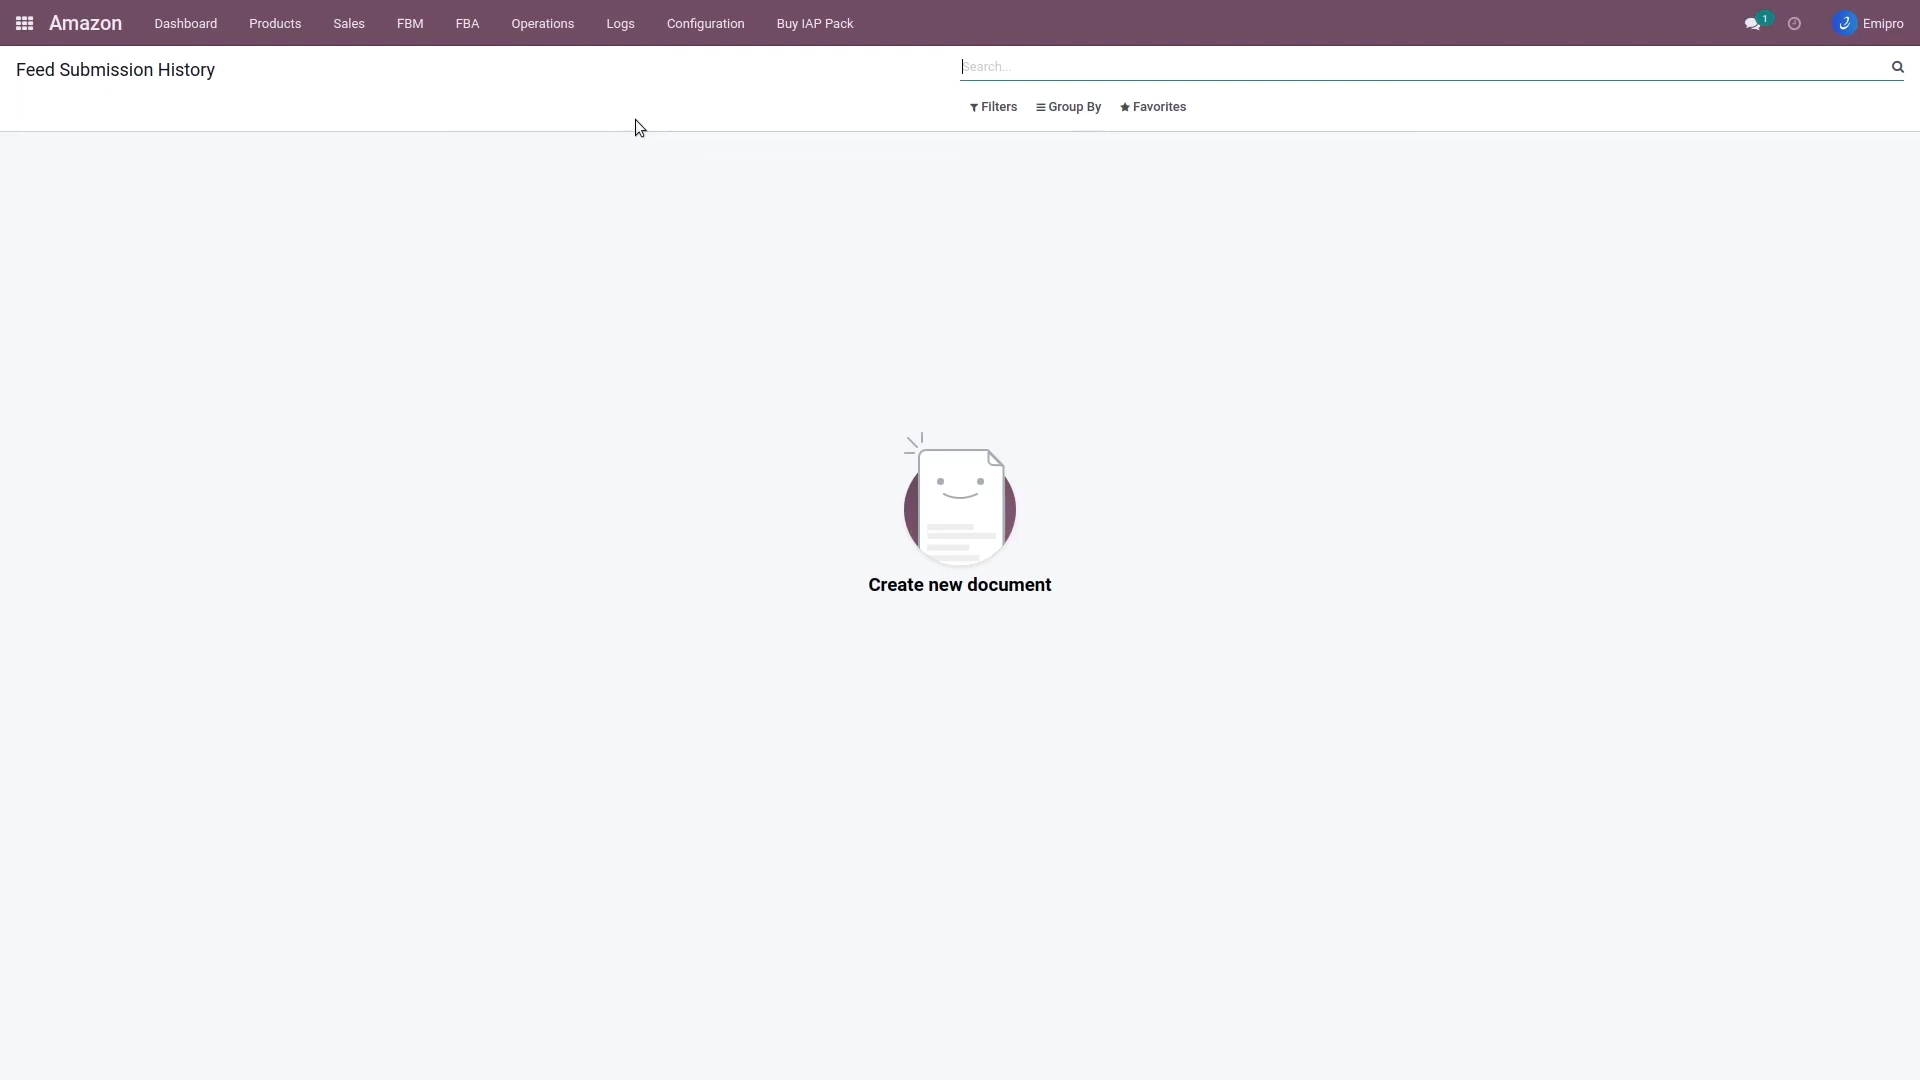 Amazon Dashboard Products Sales FBM FBA Operations Logs Configuration Buy IAP Pack 1 Emipro
Feed Submission History
Search...
Filters Group By Favorites
Create new document